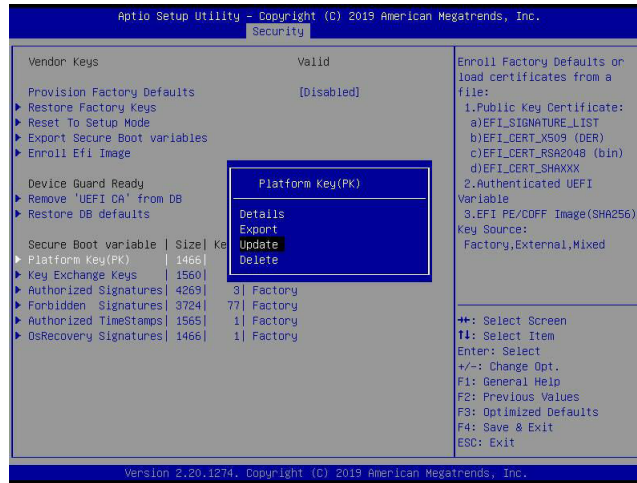 Aptio Setup Utility – Copyright (C) 2019 American Megatrends, Inc.
Security
Vendor Keys Valid
Provision Factory Defaults [Disabled]
Restore Factory Keys
Reset To Setup Mode
Export Secure Boot variables
Enroll Efi Image
Device Guard Ready
Remove 'UEFI CA' from DB
Restore DB defaults
Secure Boot variable | Size| Ke
Platform Key(PK) | 1466|
Key Exchange Keys | 1560|
Authorized Signatures| 4269| 3| Factory
Forbidden Signatures| 3724| 77| Factory
Authorized TimeStamps| 1565| 1| Factory
OsRecovery Signatures| 1466| 1| Factory
Platform Key(PK)
Details
Export
Update
Delete
Enroll Factory Defaults or
load certificates from a
file:
1.Public Key Certificate:
a)EFI_SIGNATURE_LIST
b)EFI_CERT_X509 (DER)
c)EFI_CERT_RSA2048 (bin)
d)EFI_CERT_SHAXXX
2.Authenticated UEFI
Variable
3.EFI PE/COFF Image(SHA256)
Key Source:
Factory,External,Mixed
→←: Select Screen
↑↓: Select Item
Enter: Select
+/-: Change Opt.
F1: General Help
F2: Previous Values
F3: Optimized Defaults
F4: Save & Exit
ESC: Exit
Version 2.20.1274. Copyright (C) 2019 American Megatrends, Inc.